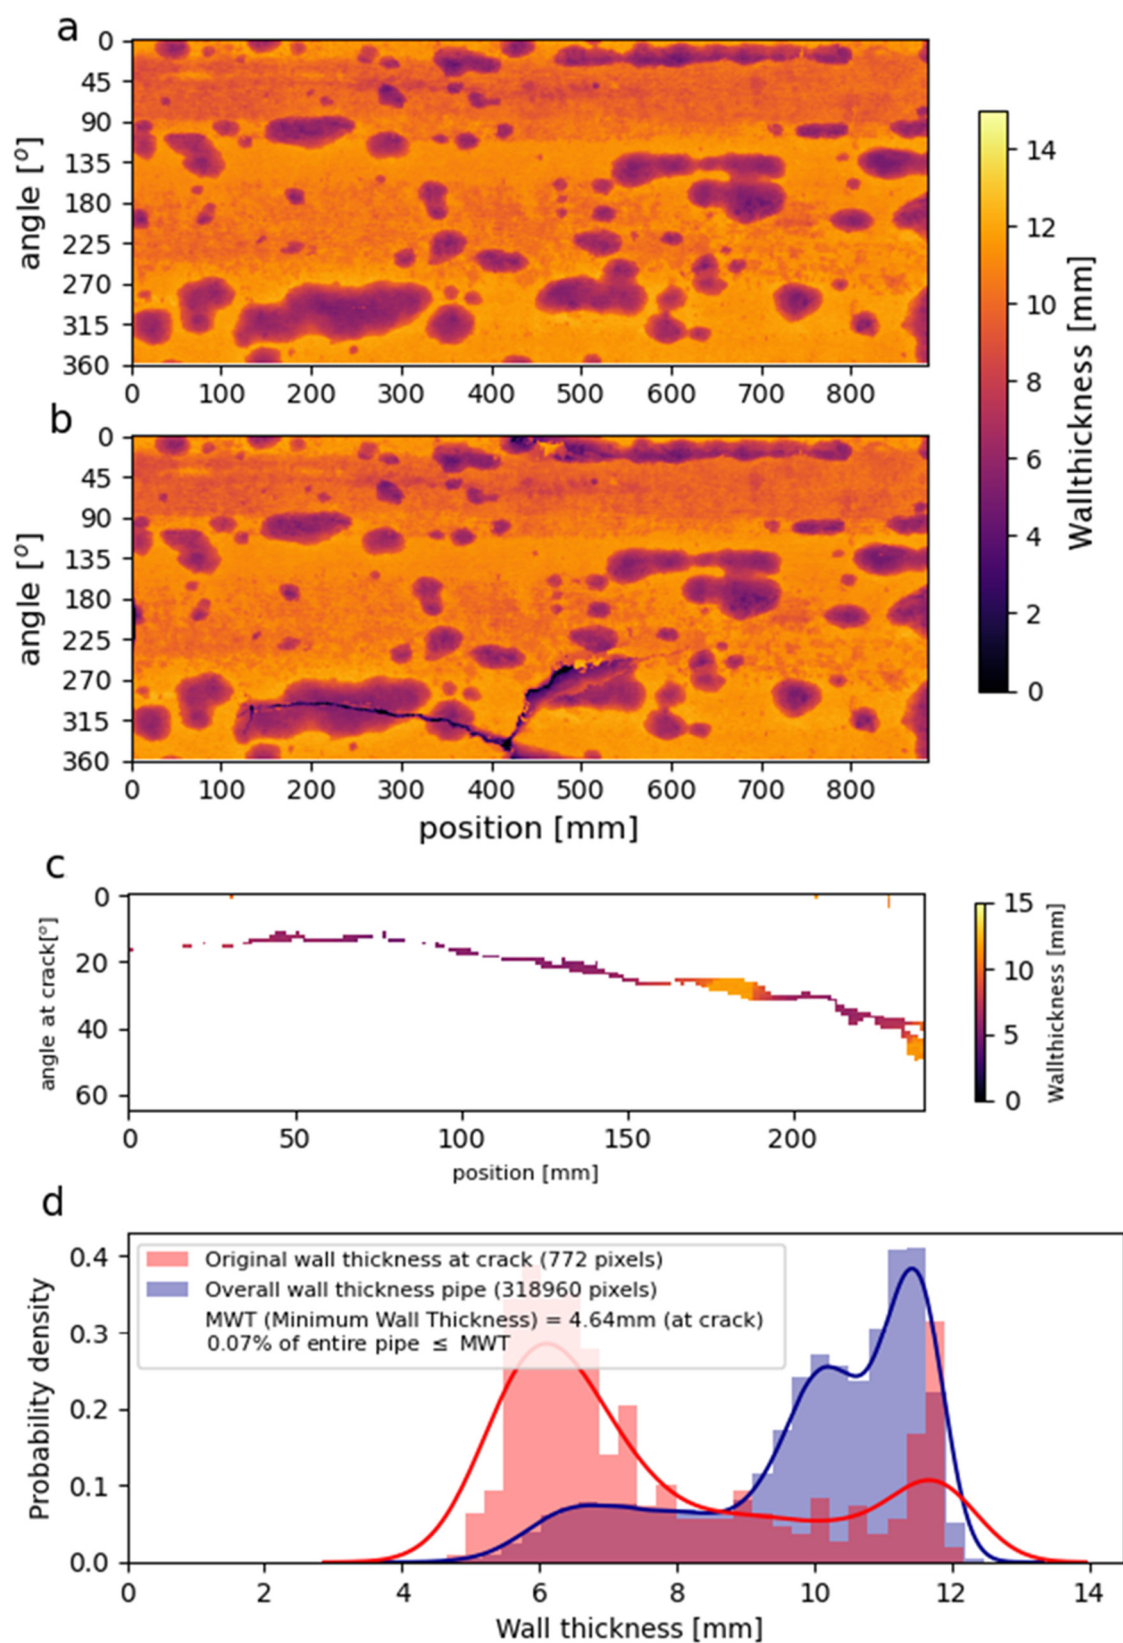 a
0
45
90
135
180
225
270
315
360
angle [°]
0 100 200 300 400 500 600 700 800
b
0
45
90
135
180
225
270
315
360
angle [°]
0 100 200 300 400 500 600 700 800
position [mm]
14
12
10
8
6
4
2
0
Wallthickness [mm]
c
0
20
40
60
angle at crack[°]
0 50 100 150 200
position [mm]
15
10
5
0
Wallthickness [mm]
d
0.4
0.3
0.2
0.1
0.0
Probability density
Original wall thickness at crack (772 pixels)
Overall wall thickness pipe (318960 pixels)
MWT (Minimum Wall Thickness) = 4.64mm (at crack)
0.07% of entire pipe ≤ MWT
0 2 4 6 8 10 12 14
Wall thickness [mm]